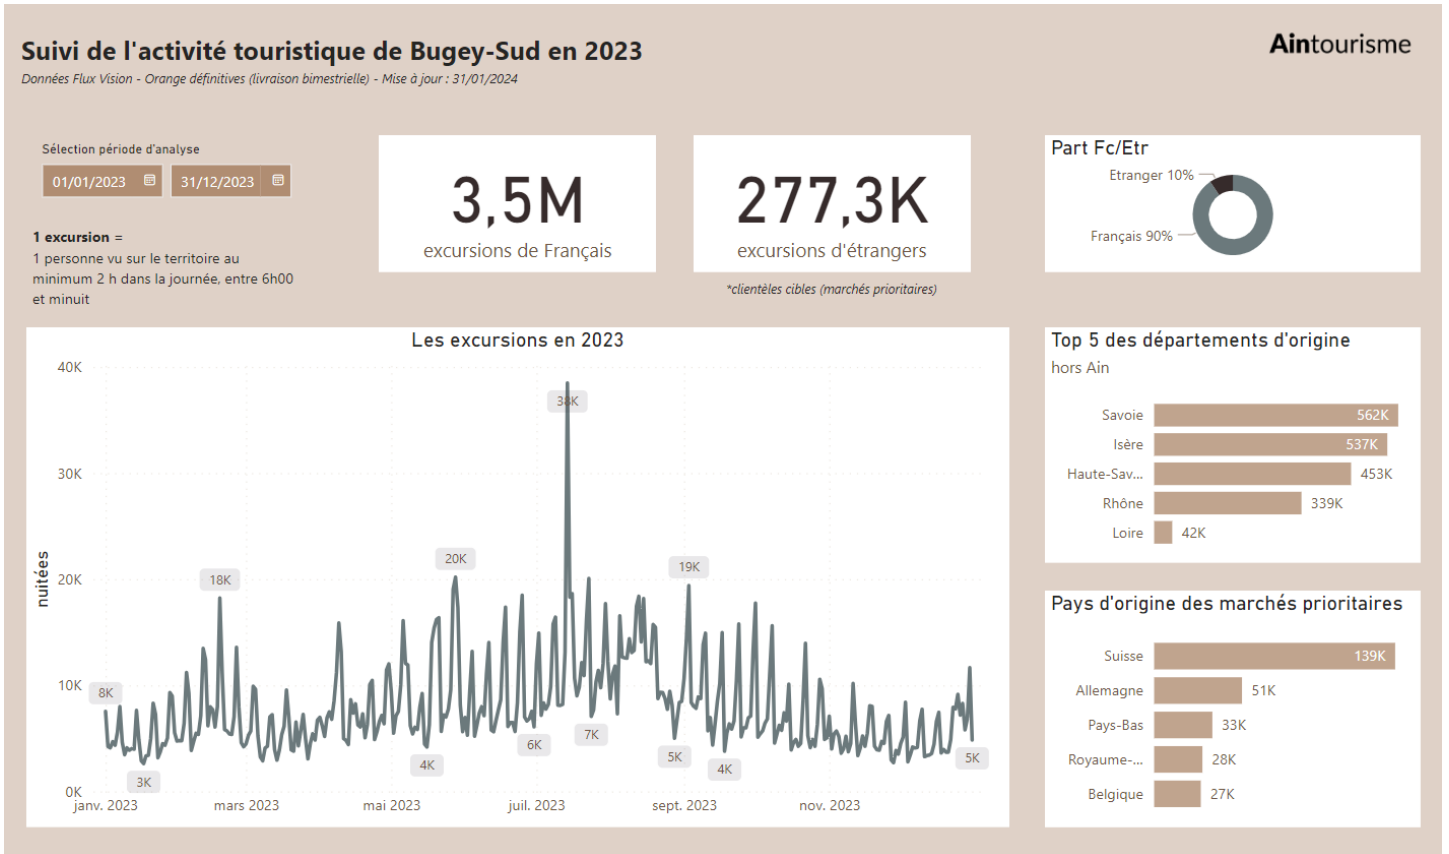 Suivi de l'activité touristique de Bugey-Sud en 2023
Données Flux Vision - Orange définitives (livraison bimestrielle) - Mise à jour : 31/01/2024
Aintourisme
Sélection période d'analyse
01/01/2023
31/12/2023
1 excursion =
1 personne vu sur le territoire au
minimum 2 h dans la journée, entre 6h00
et minuit
3,5M
excursions de Français
277,3K
excursions d'étrangers
*clientèles cibles (marchés prioritaires)
Part Fc/Etr
Etranger 10%
Français 90%
Les excursions en 2023
nuitées
40K
30K
20K
10K
0K
8K
3K
18K
4K
20K
6K
38K
7K
5K
19K
4K
5K
janv. 2023
mars 2023
mai 2023
juil. 2023
sept. 2023
nov. 2023
Top 5 des départements d'origine
hors Ain
Savoie 562K
Isère 537K
Haute-Sav... 453K
Rhône 339K
Loire 42K
Pays d'origine des marchés prioritaires
Suisse 139K
Allemagne 51K
Pays-Bas 33K
Royaume-... 28K
Belgique 27K